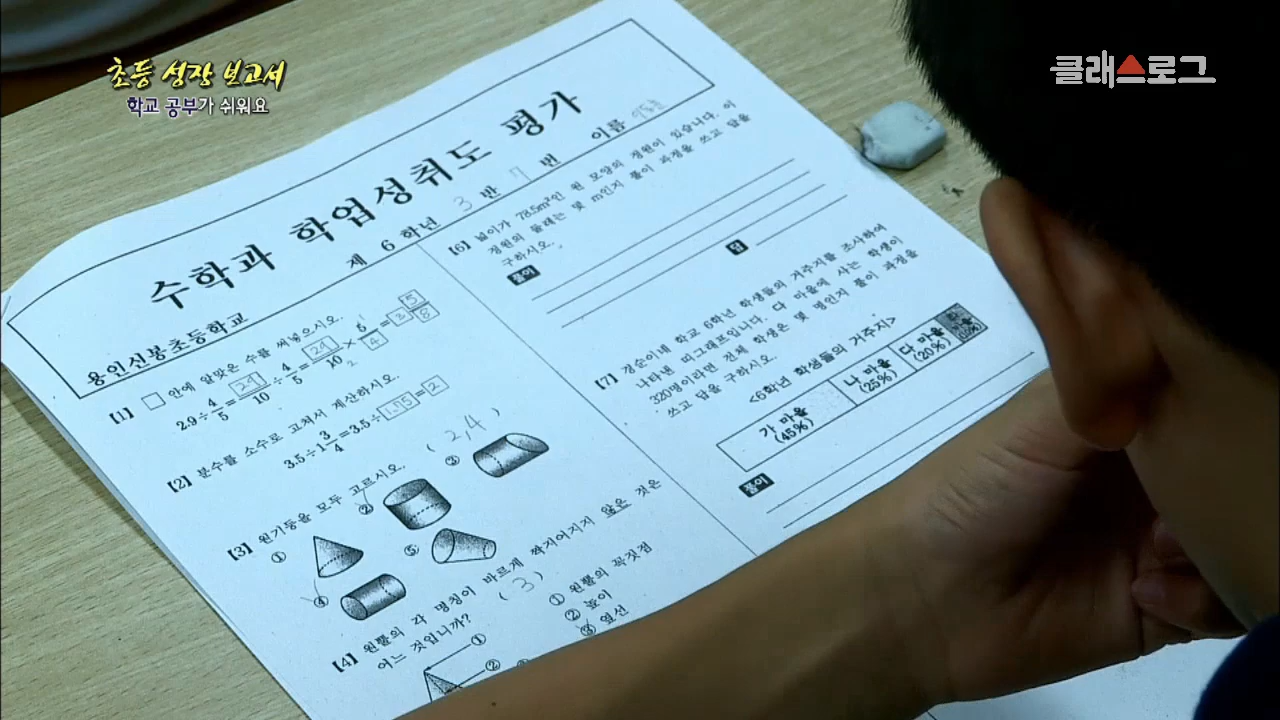 초등 성장 보고서
학교 공부가 쉬워요
클래스로그
수학과 학업성취도 평가
용인신봉초등학교
제 6 학년 3 반 7 번 이름
[1] □ 안에 알맞은 수를 써넣으시오.
2.9÷4/5=29/10÷4/5=29/10×5/4=3 5/8
[2] 분수를 소수로 고쳐서 계산하시오.
3.5÷1 3/4=3.5÷1.75=2
[3] 원기둥을 모두 고르시오. (2,4)
① ② ③
④ ⑤
[4] 원뿔의 각 명칭이 바르게 짝지어지지 않은 것은
어느 것입니까? (3)
①
②
① 원뿔의 꼭짓점
② 높이
③ 옆선
[6] 넓이가 78.5m²인 원 모양의 정원이 있습니다. 이
정원의 둘레는 몇 m인지 풀이 과정을 쓰고 답을
구하시오.
풀이
답
[7] 경순이네 학교 6학년 학생들의 거주지를 조사하여
나타낸 띠그래프입니다. 다 마을에 사는 학생이
320명이라면 전체 학생은 몇 명인지 풀이 과정을
쓰고 답을 구하시오.
<6학년 학생들의 거주지>
가 마을 (45%) 나 마을 (25%) 다 마을 (20%)
풀이